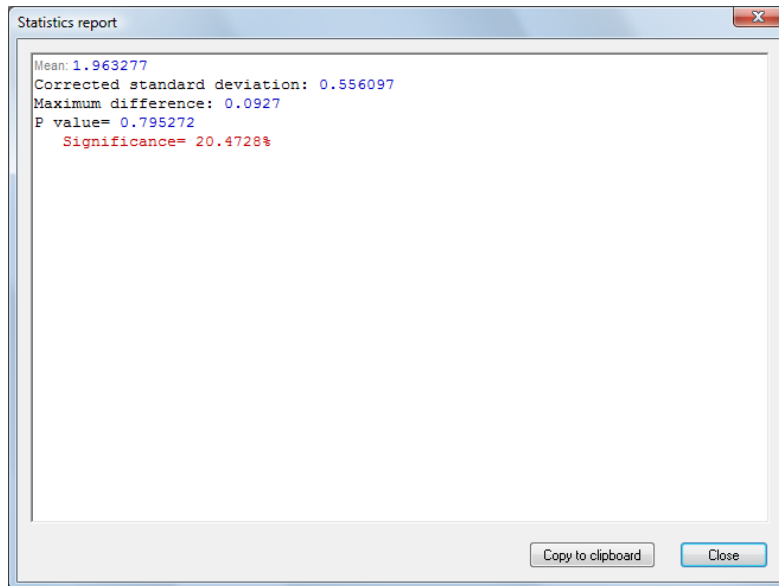 Statistics report
Mean: 1.963277
Corrected standard deviation: 0.556097
Maximum difference: 0.0927
P value= 0.795272
Significance= 20.4728%
Copy to clipboard
Close